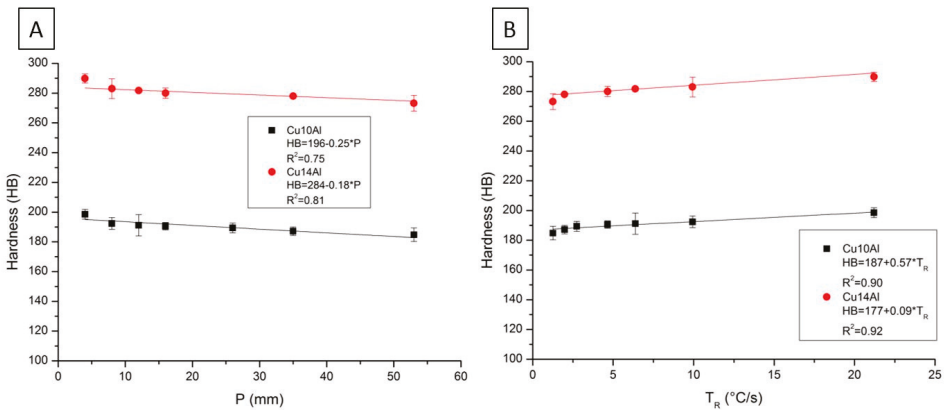 A
B
300
280
260
240
220
200
180
160
140
120
100
Hardness (HB)
0
10
20
30
40
50
60
P (mm)
Cu10Al
HB=196-0.25*P
R²=0.75
Cu14Al
HB=284-0.18*P
R²=0.81
300
280
260
240
220
200
180
160
140
120
100
Hardness (HB)
0
5
10
15
20
25
T_R (°C/s)
Cu10Al
HB=187+0.57*T_R
R²=0.90
Cu14Al
HB=177+0.09*T_R
R²=0.92